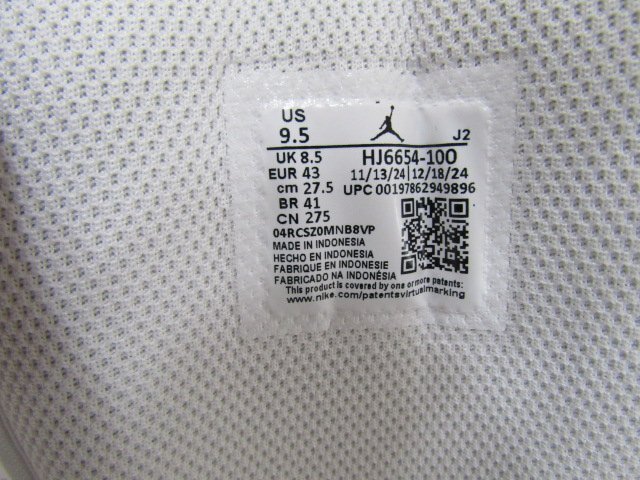 US
9.5
J2
UK 8.5
HJ6654-100
EUR 43
11/13/24|12/18/24
cm 27.5
UPC 00197862949896
BR 41
CN 275
04RCSZ0MNB8VP
MADE IN INDONESIA
HECHO EN INDONESIA
FABRIQUE EN INDONESIE
FABRICADO NA INDONÉSIA
This product is covered by one or more patents:
www.nike.com/patentsvirtualmarking